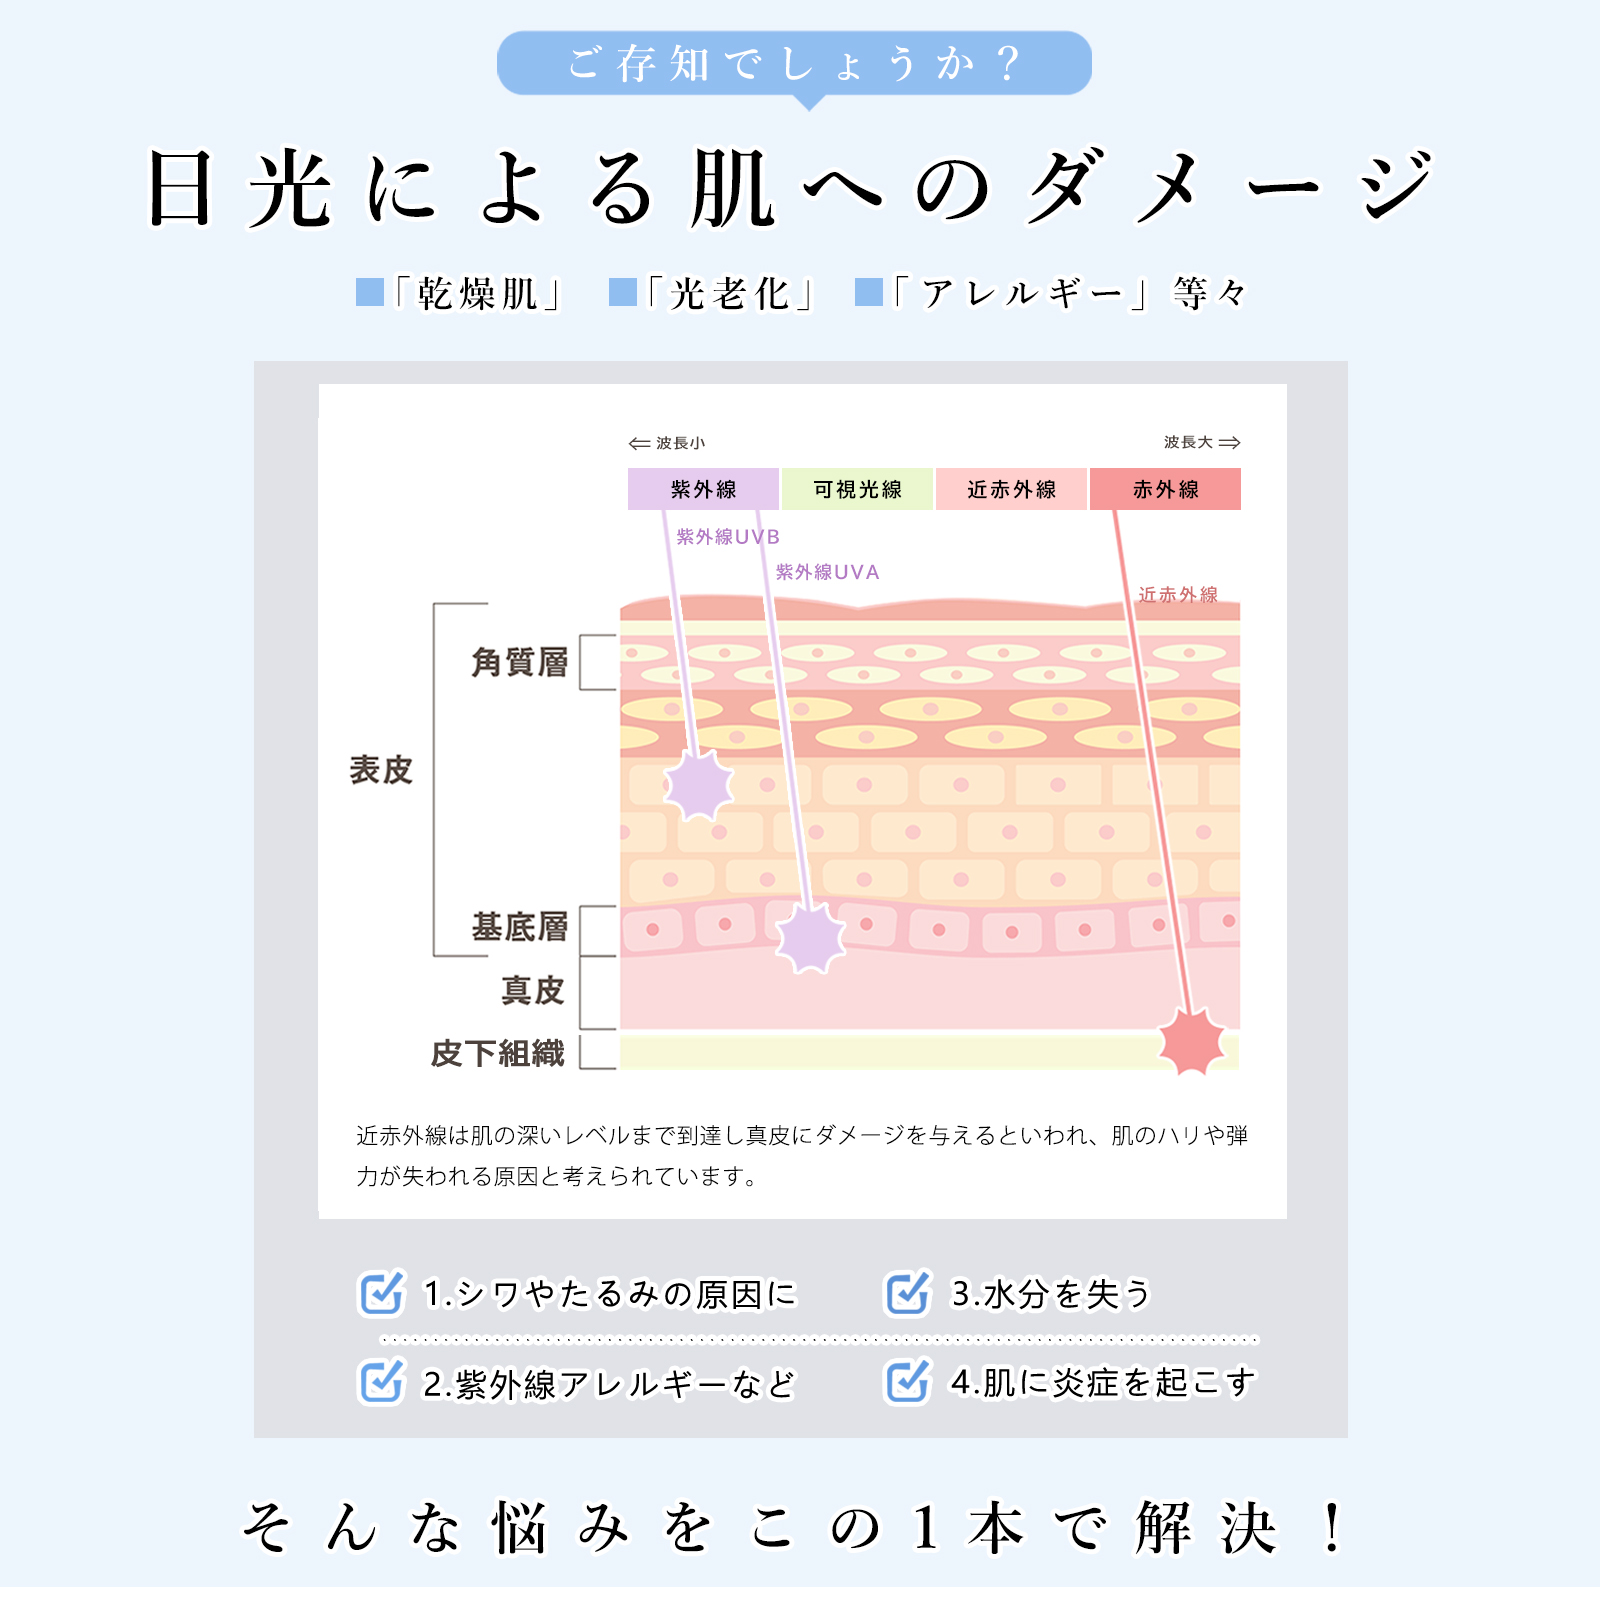 ご存知でしょうか？
日光による肌へのダメージ
■「乾燥肌」 ■「光老化」 ■「アレルギー」等々
⇐ 波長小 波長大 ⇒
紫外線 可視光線 近赤外線 赤外線
紫外線UVB
紫外線UVA
近赤外線
角質層
表皮
基底層
真皮
皮下組織
近赤外線は肌の深いレベルまで到達し真皮にダメージを与えるといわれ、肌のハリや弾
力が失われる原因と考えられています。
1.シワやたるみの原因に 3.水分を失う
2.紫外線アレルギーなど 4.肌に炎症を起こす
そんな悩みをこの1本で解決！